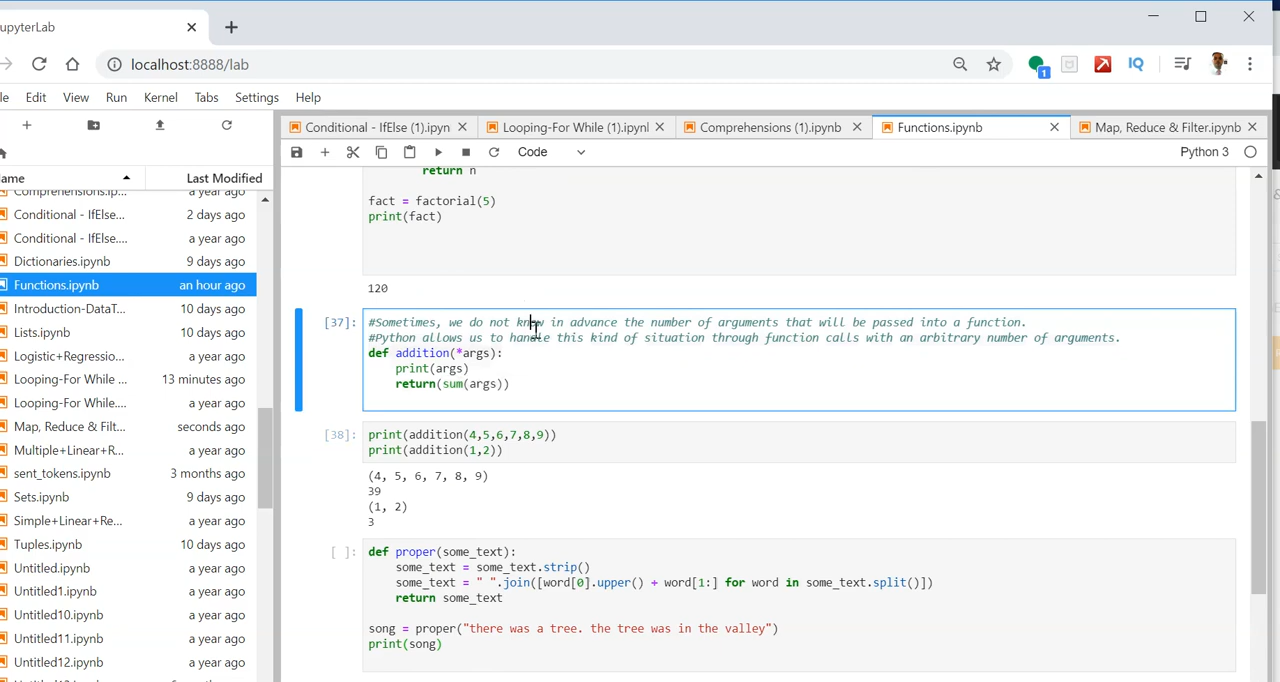 upyterLab
localhost:8888/lab
1
IQ
le Edit View Run Kernel Tabs Settings Help
Conditional - IfElse (1).ipyn
Looping-For While (1).ipynl
Comprehensions (1).ipynb
Functions.ipynb
Map, Reduce & Filter.ipynb
Code
Python 3
ame
Last Modified
Comprehensions.ip... a year ago
Conditional - IfElse... 2 days ago
Conditional - IfElse.... a year ago
Dictionaries.ipynb 9 days ago
Functions.ipynb an hour ago
Introduction-DataT... 10 days ago
Lists.ipynb 10 days ago
Logistic+Regressio... a year ago
Looping-For While ... 13 minutes ago
Looping-For While.... a year ago
Map, Reduce & Filt... seconds ago
Multiple+Linear+R... a year ago
sent_tokens.ipynb 3 months ago
Sets.ipynb 9 days ago
Simple+Linear+Re... a year ago
Tuples.ipynb 10 days ago
Untitled.ipynb a year ago
Untitled1.ipynb a year ago
Untitled10.ipynb a year ago
Untitled11.ipynb a year ago
Untitled12.ipynb a year ago
return n
fact = factorial(5)
print(fact)
120
[37]:
#Sometimes, we do not know in advance the number of arguments that will be passed into a function.
#Python allows us to handle this kind of situation through function calls with an arbitrary number of arguments.
def addition(*args):
print(args)
return(sum(args))
[38]:
print(addition(4,5,6,7,8,9))
print(addition(1,2))
(4, 5, 6, 7, 8, 9)
39
(1, 2)
3
[ ]:
def proper(some_text):
some_text = some_text.strip()
some_text = " ".join([word[0].upper() + word[1:] for word in some_text.split()])
return some_text
song = proper("there was a tree. the tree was in the valley")
print(song)